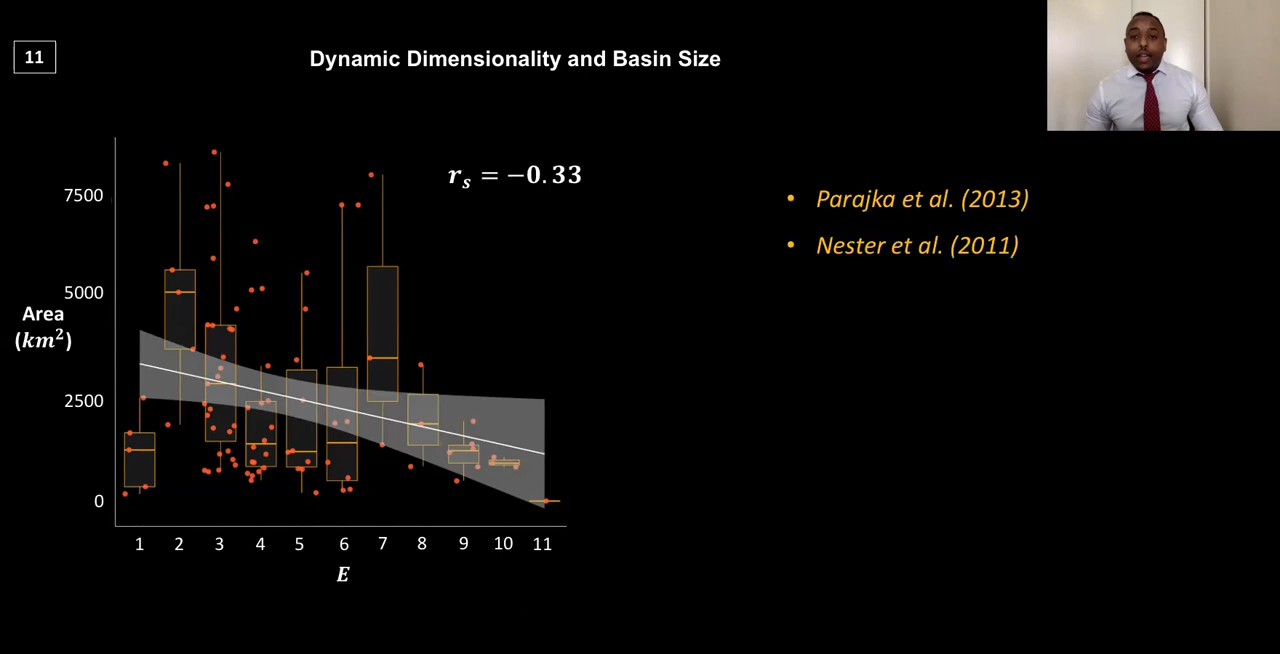 11
Dynamic Dimensionality and Basin Size
r_s = −0.33
7500
5000
2500
0
Area
(km²)
1 2 3 4 5 6 7 8 9 10 11
E
• Parajka et al. (2013)
• Nester et al. (2011)